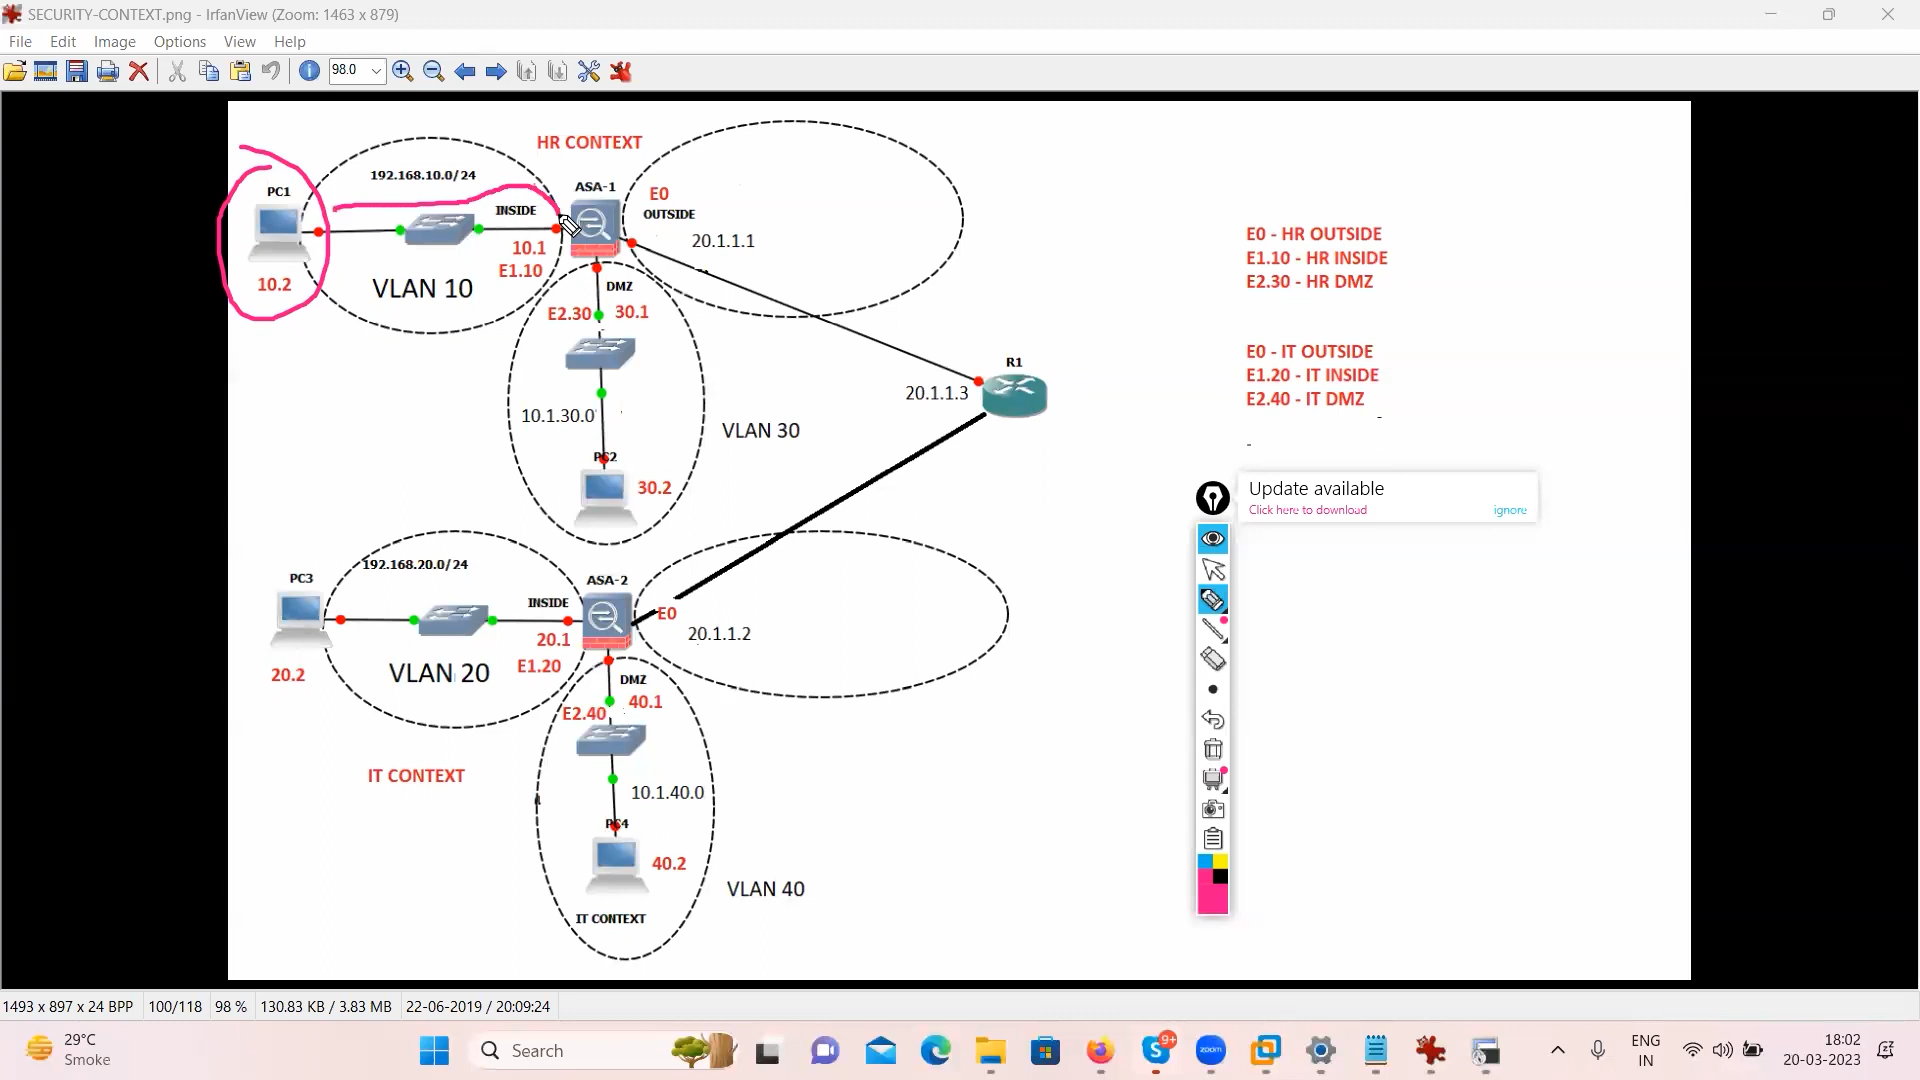 SECURITY-CONTEXT.png - IrfanView (Zoom: 1463 x 879)
File Edit Image Options View Help
98.0
HR CONTEXT
192.168.10.0/24
PC1
ASA-1
E0
INSIDE
OUTSIDE
20.1.1.1
10.1
E1.10
10.2
VLAN 10
DMZ
E2.30
30.1
R1
20.1.1.3
10.1.30.0
VLAN 30
PC2
30.2
E0 - HR OUTSIDE
E1.10 - HR INSIDE
E2.30 - HR DMZ
E0 - IT OUTSIDE
E1.20 - IT INSIDE
E2.40 - IT DMZ
Update available
Click here to download
ignore
192.168.20.0/24
PC3
ASA-2
INSIDE
E0
20.1
20.1.1.2
E1.20
20.2
VLAN 20
DMZ
40.1
E2.40
IT CONTEXT
10.1.40.0
PC4
40.2
VLAN 40
IT CONTEXT
1493 x 897 x 24 BPP
100/118
98 %
130.83 KB / 3.83 MB
22-06-2019 / 20:09:24
29°C
Smoke
Search
9+
zoom
ENG
IN
18:02
20-03-2023